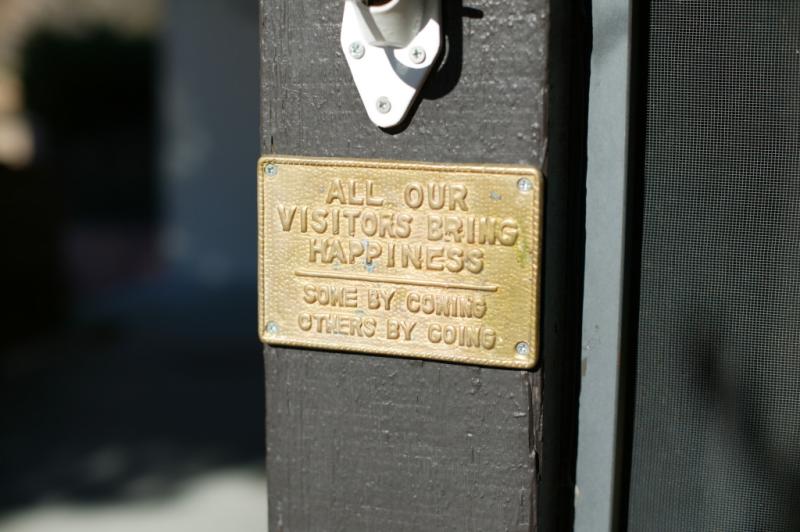 ALL OUR
VISITORS BRING
HAPPINESS
SOME BY COMING
OTHERS BY GOING